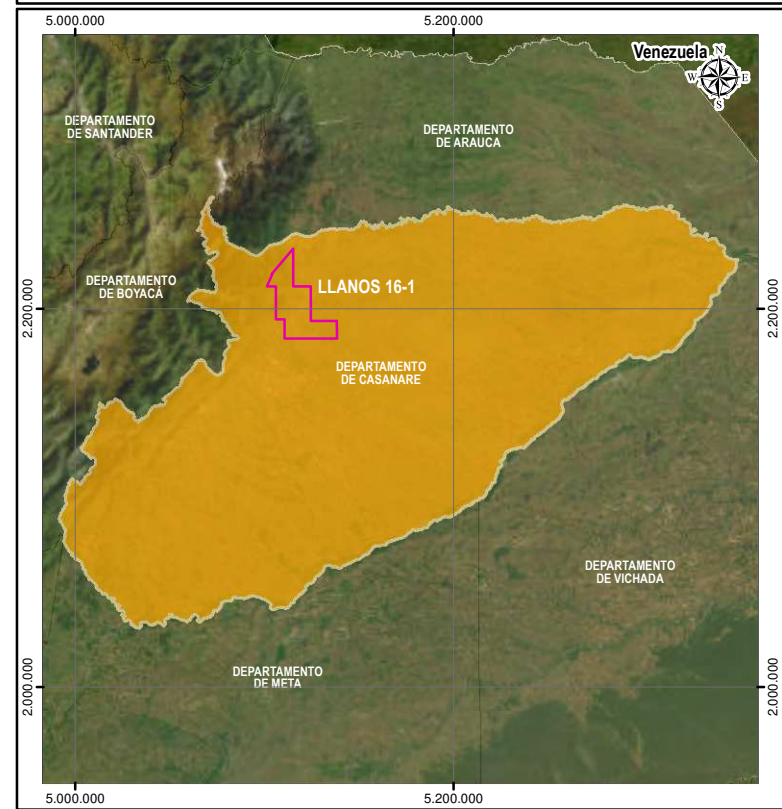 5.000.000
5.200.000
Venezuela
N
W
E
S
DEPARTAMENTO
DE SANTANDER
DEPARTAMENTO
DE ARAUCA
DEPARTAMENTO
DE BOYACÁ
LLANOS 16-1
2.200.000
2.200.000
DEPARTAMENTO
DE CASANARE
DEPARTAMENTO
DE VICHADA
DEPARTAMENTO
DE META
2.000.000
2.000.000
5.000.000
5.200.000